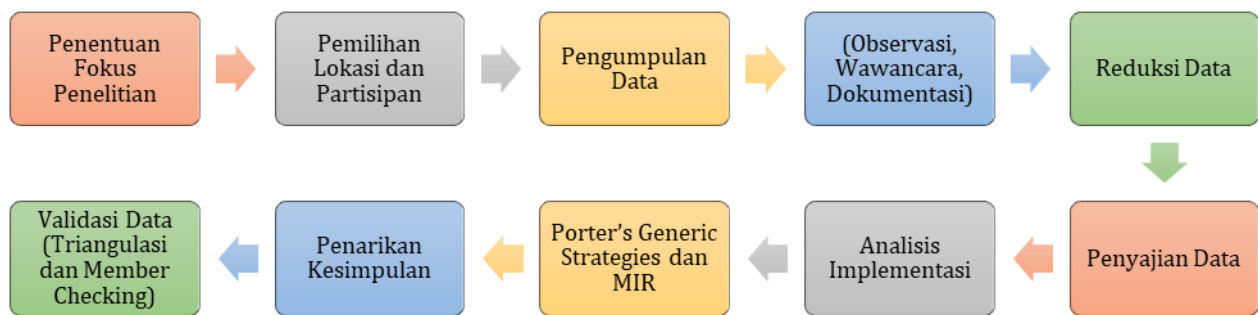 Penentuan
Fokus
Penelitian
Pemilihan
Lokasi dan
Partisipan
Pengumpulan
Data
(Observasi,
Wawancara,
Dokumentasi)
Reduksi Data
Penyajian Data
Analisis
Implementasi
Porter’s Generic
Strategies dan
MIR
Penarikan
Kesimpulan
Validasi Data
(Triangulasi
dan Member
Checking)